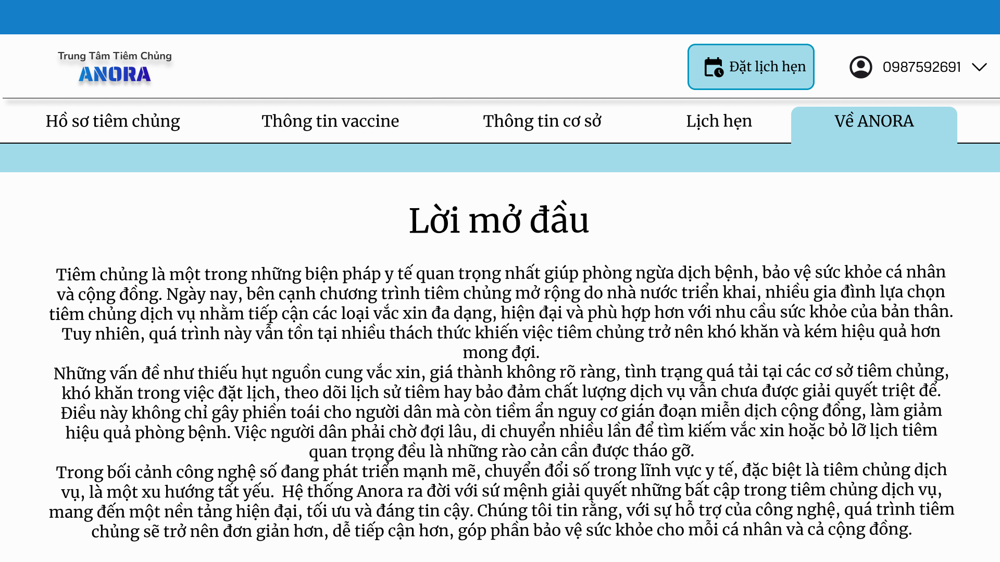 Trung Tâm Tiêm Chủng
ANORA
Đặt lịch hẹn
0987592691
Hồ sơ tiêm chủng
Thông tin vaccine
Thông tin cơ sở
Lịch hẹn
Về ANORA
Lời mở đầu
Tiêm chủng là một trong những biện pháp y tế quan trọng nhất giúp phòng ngừa dịch bệnh, bảo vệ sức khỏe cá nhân
và cộng đồng. Ngày nay, bên cạnh chương trình tiêm chủng mở rộng do nhà nước triển khai, nhiều gia đình lựa chọn
tiêm chủng dịch vụ nhằm tiếp cận các loại vắc xin đa dạng, hiện đại và phù hợp hơn với nhu cầu sức khỏe của bản thân.
Tuy nhiên, quá trình này vẫn tồn tại nhiều thách thức khiến việc tiêm chủng trở nên khó khăn và kém hiệu quả hơn
mong đợi.
Những vấn đề như thiếu hụt nguồn cung vắc xin, giá thành không rõ ràng, tình trạng quá tải tại các cơ sở tiêm chủng,
khó khăn trong việc đặt lịch, theo dõi lịch sử tiêm hay bảo đảm chất lượng dịch vụ vẫn chưa được giải quyết triệt để.
Điều này không chỉ gây phiền toái cho người dân mà còn tiềm ẩn nguy cơ gián đoạn miễn dịch cộng đồng, làm giảm
hiệu quả phòng bệnh. Việc người dân phải chờ đợi lâu, di chuyển nhiều lần để tìm kiếm vắc xin hoặc bỏ lỡ lịch tiêm
quan trọng đều là những rào cản cần được tháo gỡ.
Trong bối cảnh công nghệ số đang phát triển mạnh mẽ, chuyển đổi số trong lĩnh vực y tế, đặc biệt là tiêm chủng dịch
vụ, là một xu hướng tất yếu.  Hệ thống Anora ra đời với sứ mệnh giải quyết những bất cập trong tiêm chủng dịch vụ,
mang đến một nền tảng hiện đại, tối ưu và đáng tin cậy. Chúng tôi tin rằng, với sự hỗ trợ của công nghệ, quá trình tiêm
chủng sẽ trở nên đơn giản hơn, dễ tiếp cận hơn, góp phần bảo vệ sức khỏe cho mỗi cá nhân và cả cộng đồng.